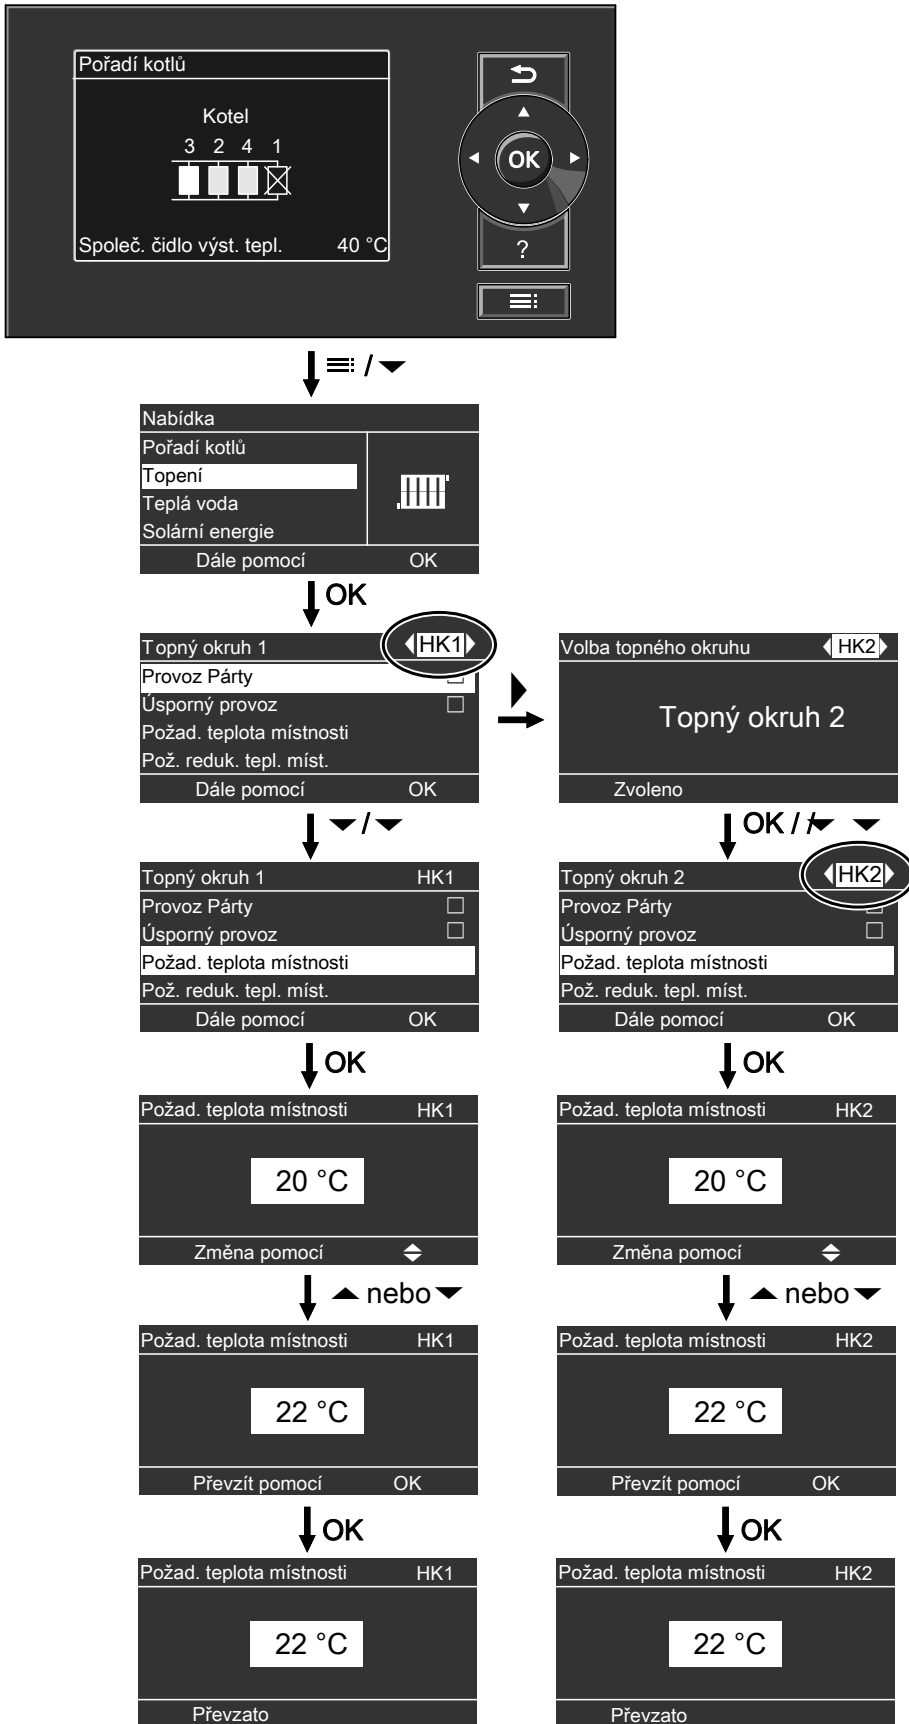 Pořadí kotlů
Kotel
3 2 4 1
Společ. čidlo výst. tepl. 40 °C
OK
?
/
Nabídka
Pořadí kotlů
Topení
Teplá voda
Solární energie
Dále pomocí OK
OK
Topný okruh 1 HK1
Provoz Párty
Úsporný provoz
Požad. teplota místnosti
Pož. reduk. tepl. míst.
Dále pomocí OK
Volba topného okruhu HK2
Topný okruh 2
Zvoleno
/
OK / /
Topný okruh 1 HK1
Provoz Párty
Úsporný provoz
Požad. teplota místnosti
Pož. reduk. tepl. míst.
Dále pomocí OK
Topný okruh 2 HK2
Provoz Párty
Úsporný provoz
Požad. teplota místnosti
Pož. reduk. tepl. míst.
Dále pomocí OK
OK
OK
Požad. teplota místnosti HK1
20 °C
Změna pomocí
Požad. teplota místnosti HK2
20 °C
Změna pomocí
nebo
nebo
Požad. teplota místnosti HK1
22 °C
Převzít pomocí OK
Požad. teplota místnosti HK2
22 °C
Převzít pomocí OK
OK
OK
Požad. teplota místnosti HK1
22 °C
Převzato
Požad. teplota místnosti HK2
22 °C
Převzato